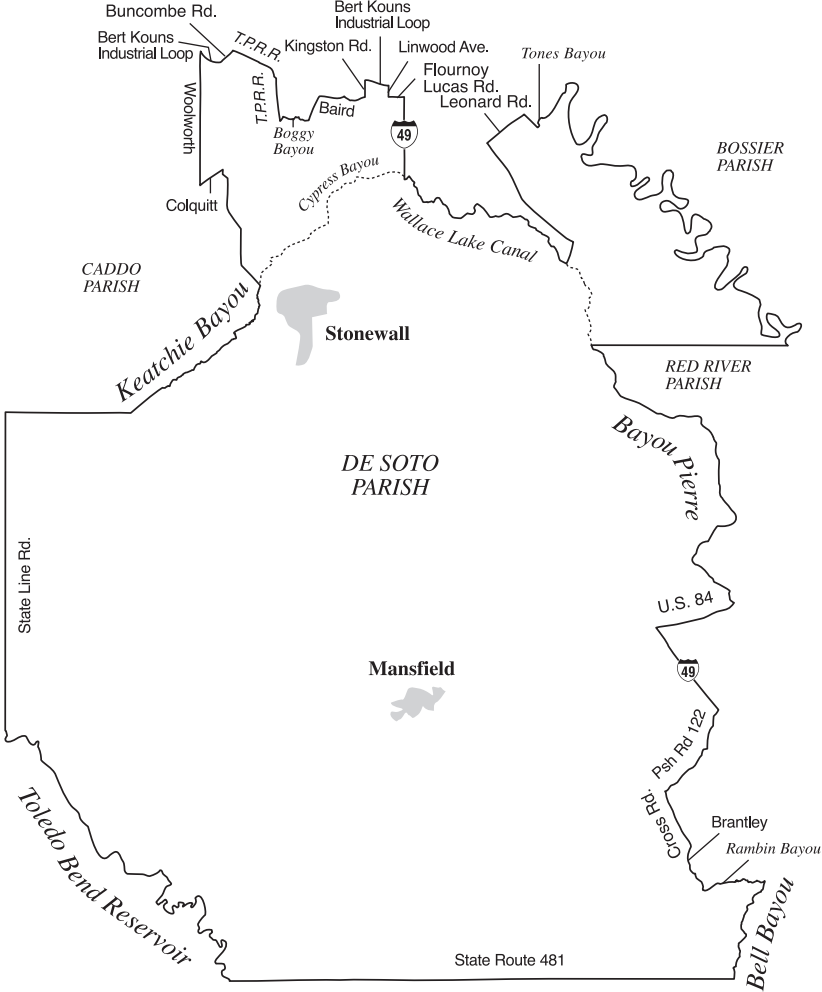 Buncombe Rd.
Bert Kouns
Industrial Loop
T.P.R.R.
T.P.R.R.
Bert Kouns
Industrial Loop
Kingston Rd.
Linwood Ave.
Flournoy
Lucas Rd.
Leonard Rd.
Tones Bayou
Woolworth
Boggy
Bayou
Baird
49
BOSSIER
PARISH
Cypress Bayou
Colquitt
Wallace Lake Canal
CADDO
PARISH
Keatchie Bayou
Stonewall
RED RIVER
PARISH
Bayou Pierre
DE SOTO
PARISH
State Line Rd.
U.S. 84
Mansfield
49
Psh Rd 122
Cross Rd.
Brantley
Rambin Bayou
Toledo Bend Reservoir
Bell Bayou
State Route 481